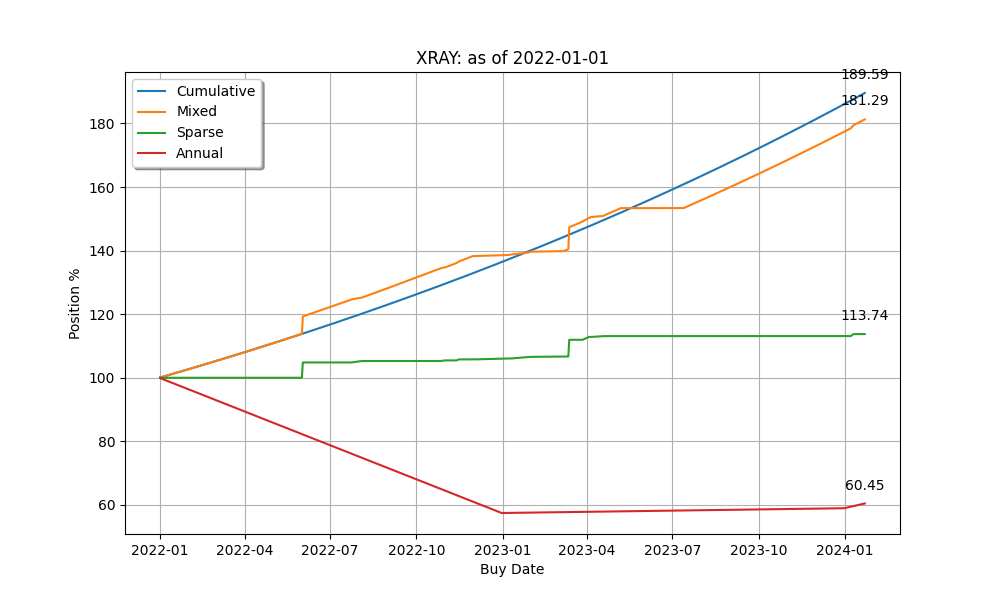 XRAY: as of 2022-01-01
189.59
Cumulative
Mixed
Sparse
Annual
181.29
180
160
140
120
113.74
100
80
60.45
60
Position %
2022-01
2022-04
2022-07
2022-10
2023-01
2023-04
2023-07
2023-10
2024-01
Buy Date